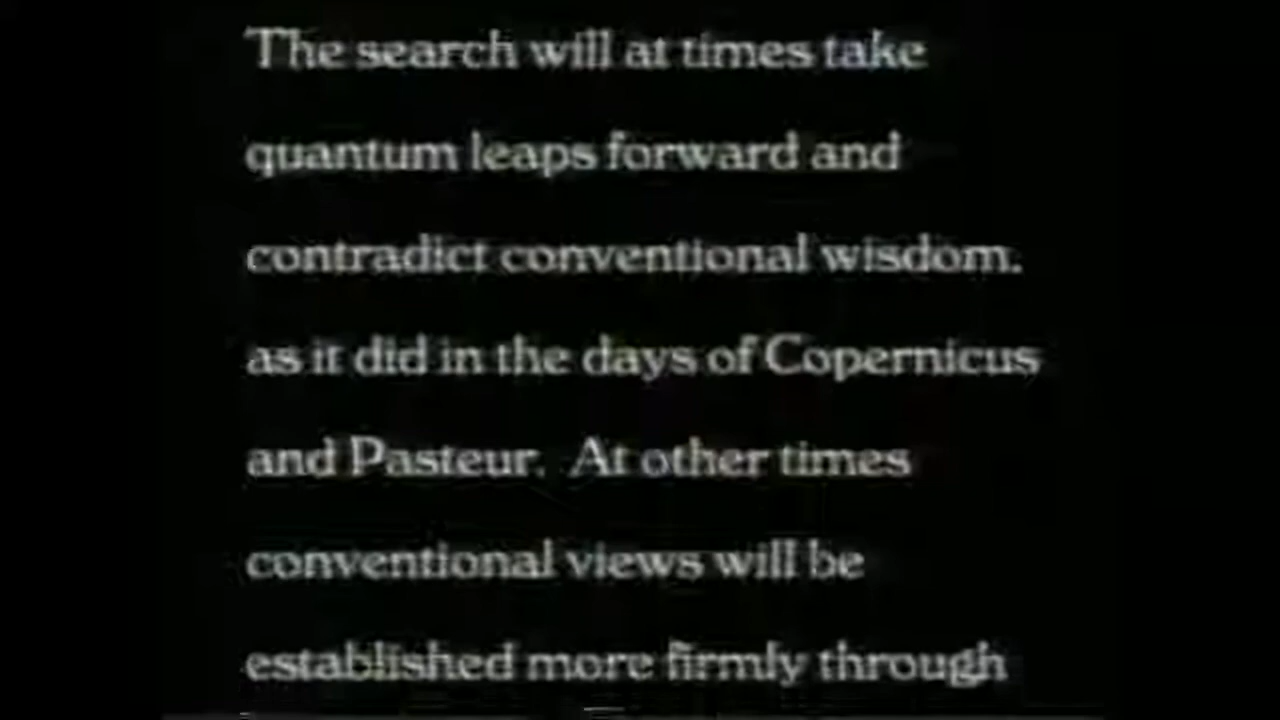 The search will at times take
quantum leaps forward and
contradict conventional wisdom.
as it did in the days of Copernicus
and Pasteur. At other times
conventional views will be
established more firmly through